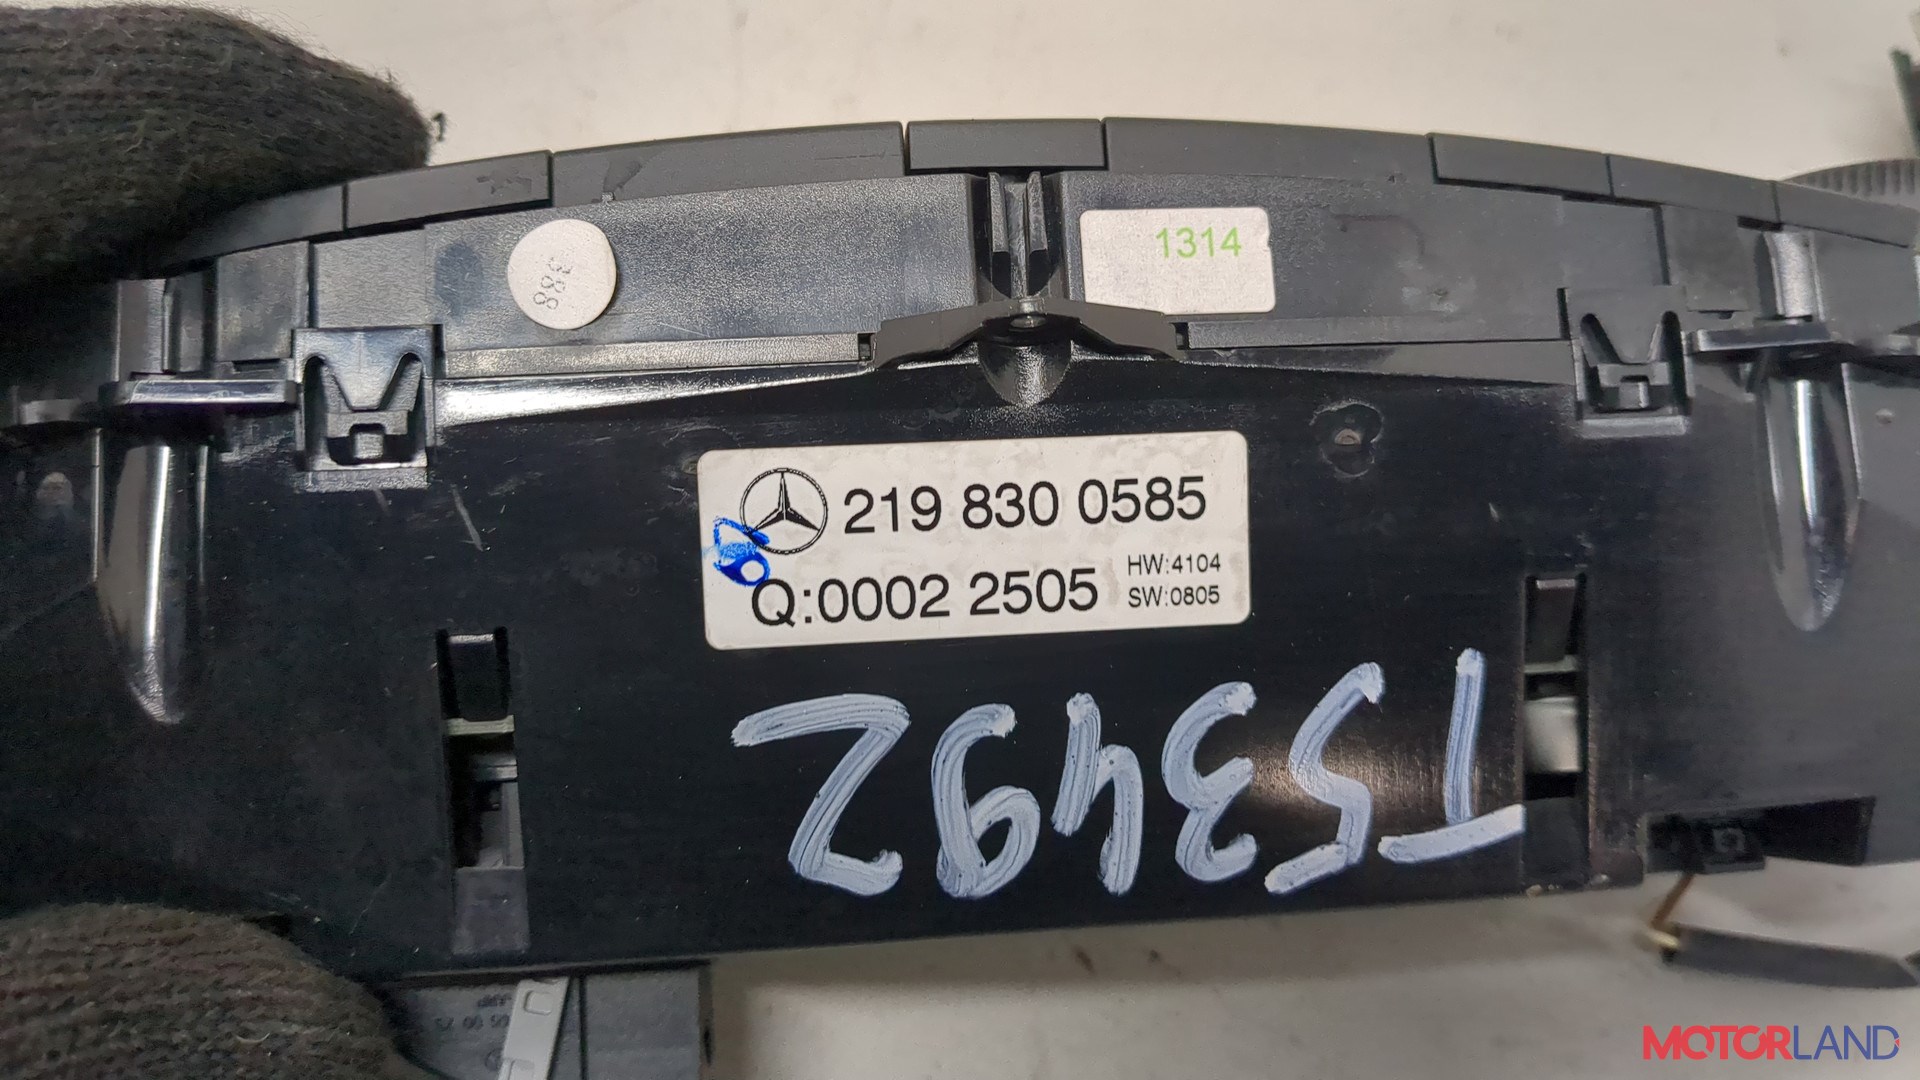 388
1314
219 830 0585
Q:0002 2505
HW:4104
SW:0805
T53492
MOTORLAND